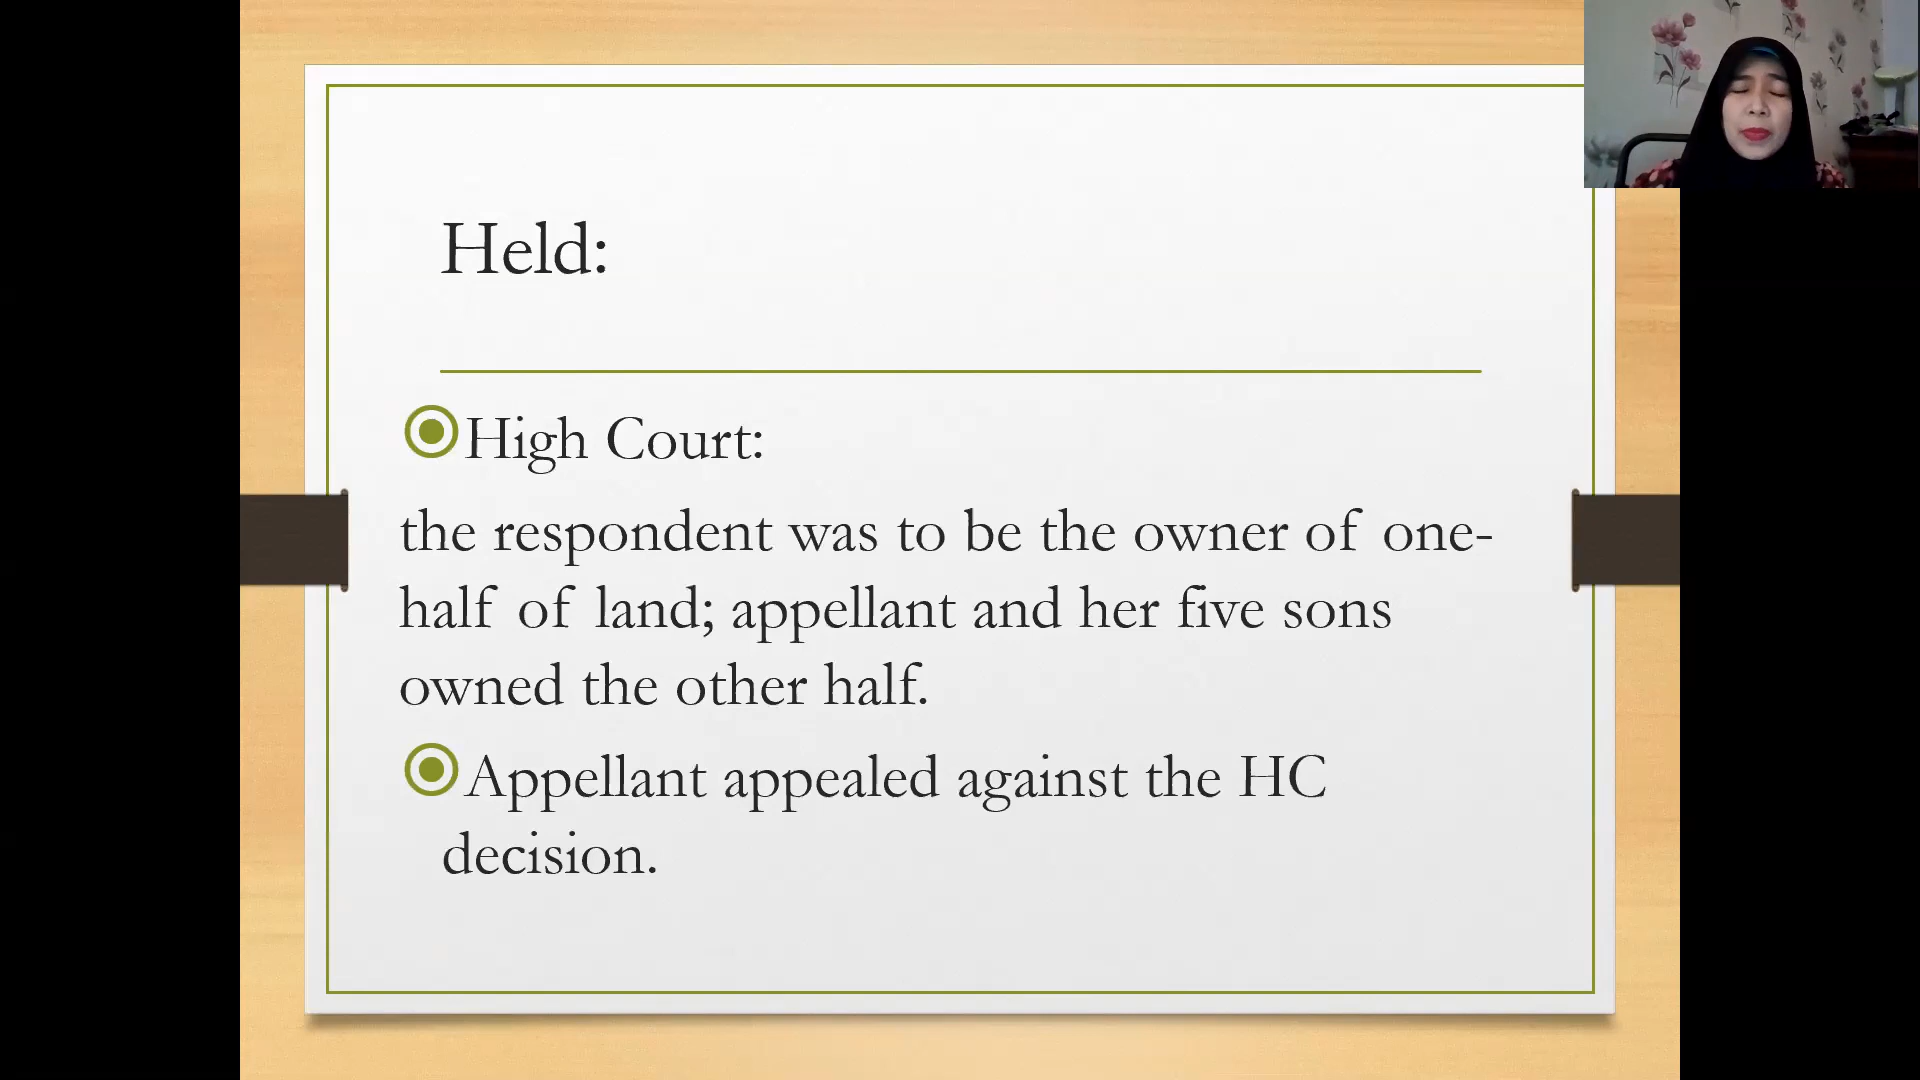 Held:
High Court:
the respondent was to be the owner of one-
half of land; appellant and her five sons
owned the other half.
Appellant appealed against the HC
decision.